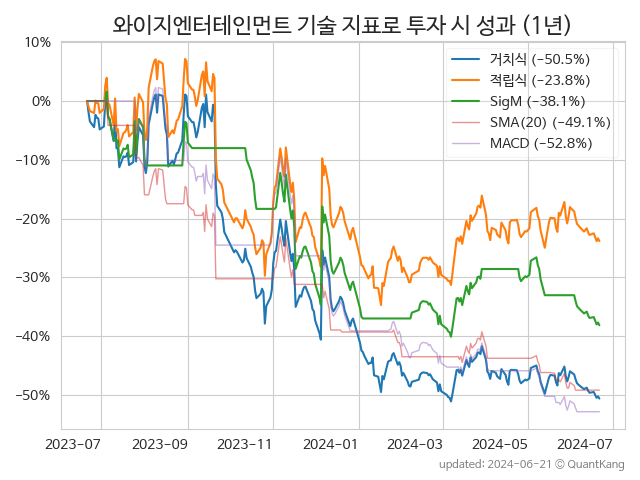 와이지엔터테인먼트 기술 지표로 투자 시 성과 (1년)
10%
0%
−10%
−20%
−30%
−40%
−50%
거치식 (−50.5%)
적립식 (−23.8%)
SigM (−38.1%)
SMA(20) (−49.1%)
MACD (−52.8%)
2023-07
2023-09
2023-11
2024-01
2024-03
2024-05
2024-07
updated: 2024-06-21 © QuantKang